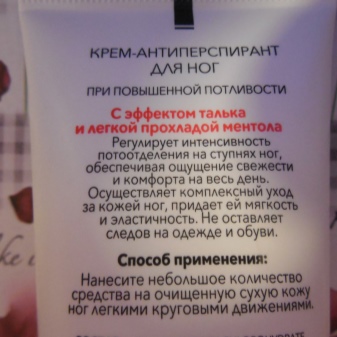 КРЕМ-АНТИПЕРСПИРАНТ
ДЛЯ НОГ
ПРИ ПОВЫШЕННОЙ ПОТЛИВОСТИ
С эффектом талька
и легкой прохладой ментола
Регулирует интенсивность
потоотделения на ступнях ног,
обеспечивая ощущение свежести
и комфорта на весь день.
Осуществляет комплексный уход
за кожей ног, придает ей мягкость
и эластичность. Не оставляет
следов на одежде и обуви.
Способ применения:
Нанесите небольшое количество
средства на очищенную сухую кожу
ног легкими круговыми движениями.